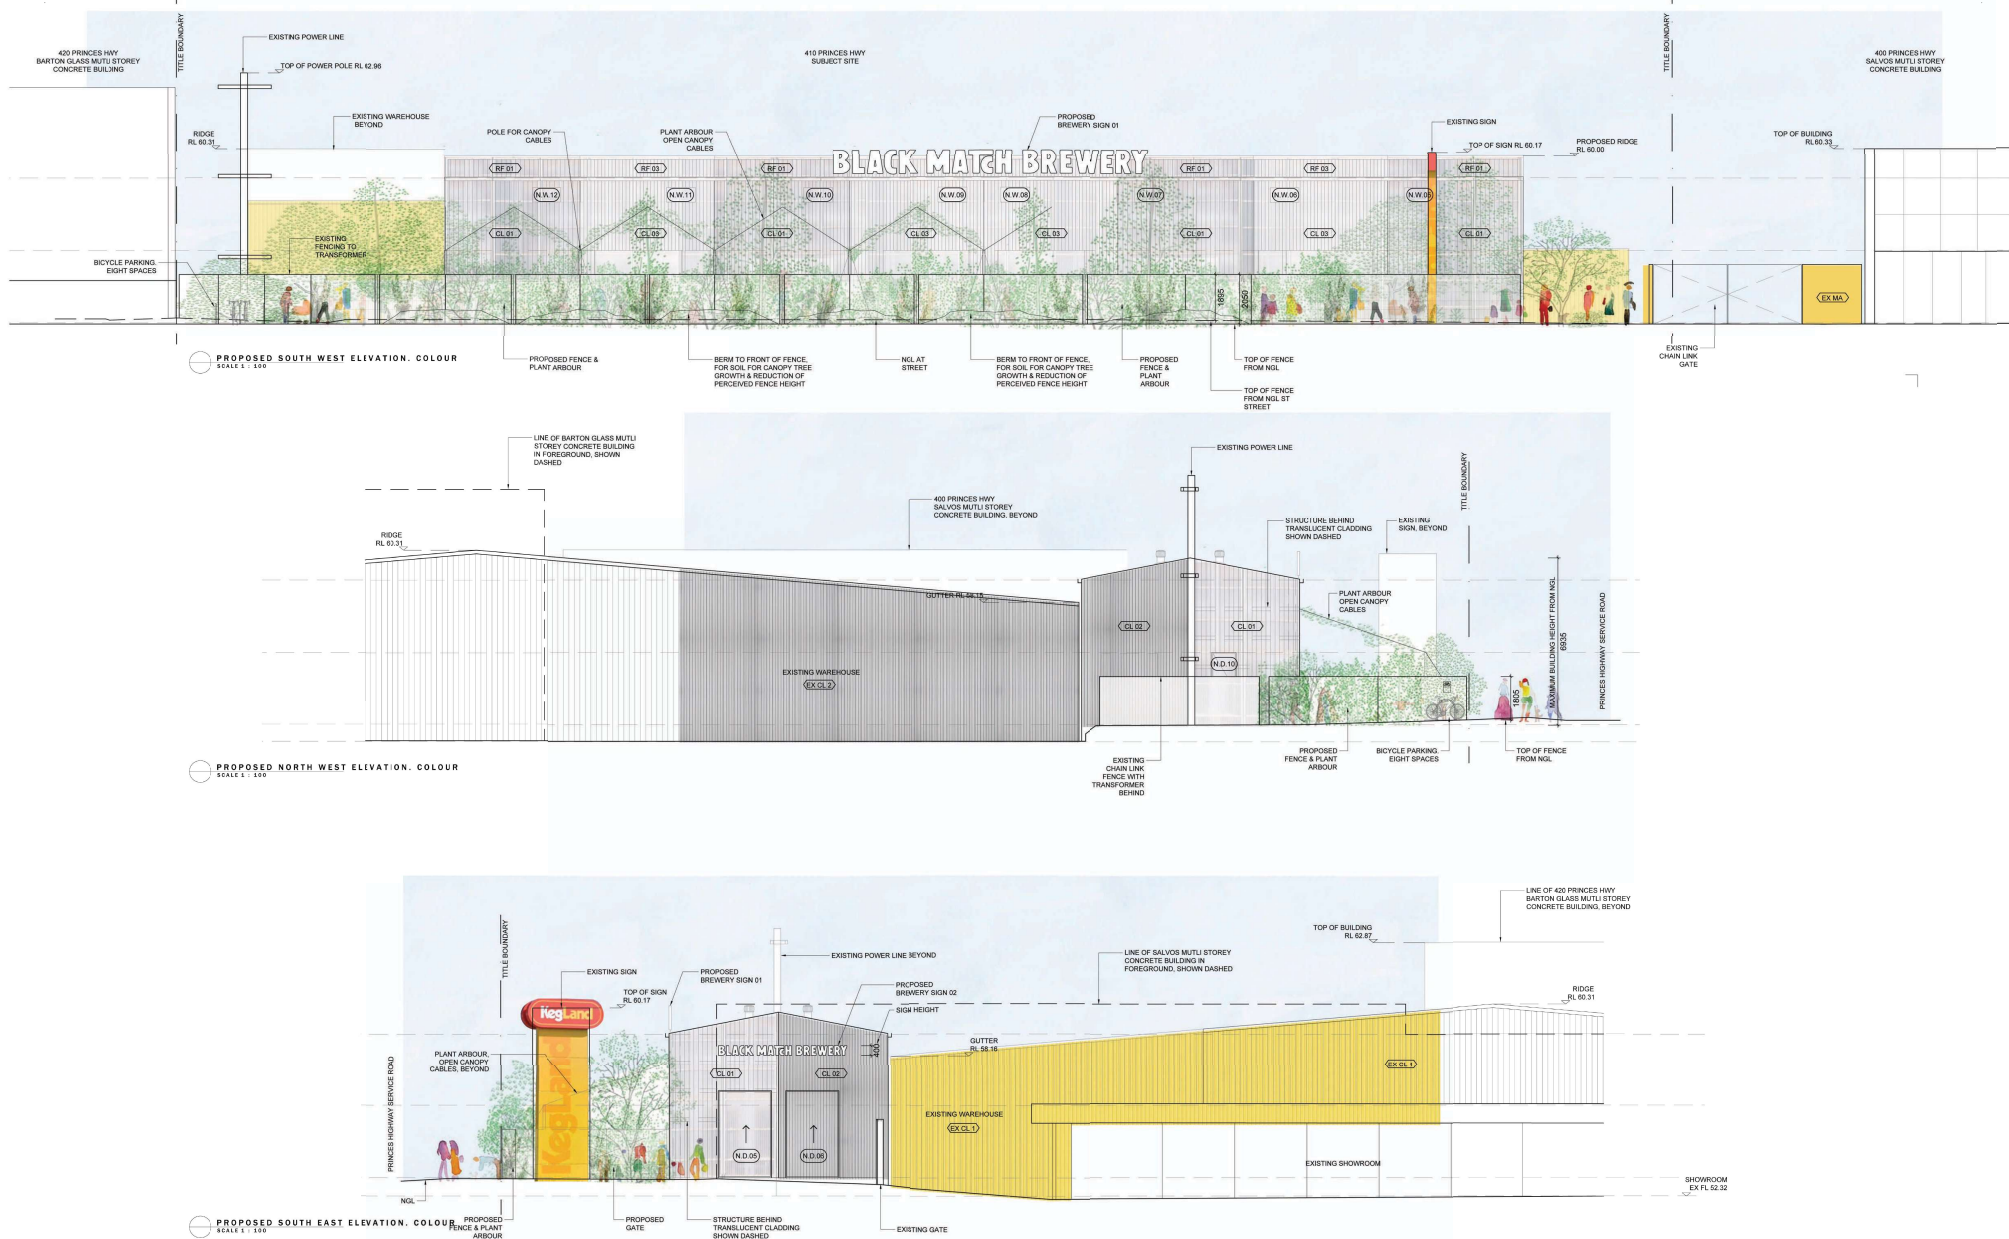 420 PRINCES HWY
BARTON GLASS MUTLI STOREY
CONCRETE BUILDING
TITLE BOUNDARY
EXISTING POWER LINE
TOP OF POWER POLE RL 62.96
410 PRINCES HWY
SUBJECT SITE
TITLE BOUNDARY
400 PRINCES HWY
SALVOS MUTLI STOREY
CONCRETE BUILDING
RIDGE
RL 60.31
EXISTING WAREHOUSE
BEYOND
POLE FOR CANOPY
CABLES
PLANT ARBOUR
OPEN CANOPY
CABLES
PROPOSED
BREWERY SIGN 01
EXISTING SIGN
TOP OF SIGN RL 60.17
PROPOSED RIDGE
RL 60.00
TOP OF BUILDING
RL 60.33
BLACK MATCH BREWERY
RF 01
RF 03
RF 01
RF 01
RF 03
RF 01
N.W.12
N.W.11
N.W.10
N.W.09
N.W.08
N.W.07
N.W.06
N.W.05
CL 01
CL 03
CL 01
CL 03
CL 03
CL 01
CL 03
CL 01
EXISTING
FENCING TO
TRANSFORMER
BICYCLE PARKING.
EIGHT SPACES
1895
2050
EX MA
PROPOSED SOUTH WEST ELEVATION. COLOUR
SCALE 1 : 100
PROPOSED FENCE &
PLANT ARBOUR
BERM TO FRONT OF FENCE,
FOR SOIL FOR CANOPY TREE
GROWTH & REDUCTION OF
PERCEIVED FENCE HEIGHT
NGL AT
STREET
BERM TO FRONT OF FENCE,
FOR SOIL FOR CANOPY TREE
GROWTH & REDUCTION OF
PERCEIVED FENCE HEIGHT
PROPOSED
FENCE &
PLANT
ARBOUR
TOP OF FENCE
FROM NGL
TOP OF FENCE
FROM NGL ST
STREET
EXISTING
CHAIN LINK
GATE
LINE OF BARTON GLASS MUTLI
STOREY CONCRETE BUILDING
IN FOREGROUND, SHOWN
DASHED
EXISTING POWER LINE
TITLE BOUNDARY
400 PRINCES HWY
SALVOS MUTLI STOREY
CONCRETE BUILDING. BEYOND
STRUCTURE BEHIND
TRANSLUCENT CLADDING
SHOWN DASHED
EXISTING
SIGN, BEYOND
RIDGE
RL 60.31
GUTTER RL 58.15
PLANT ARBOUR
OPEN CANOPY
CABLES
CL 02
CL 01
N.D.10
EXISTING WAREHOUSE
EX CL 2
1805
MAXIMUM BUILDING HEIGHT FROM NGL
6935
PRINCES HIGHWAY SERVICE ROAD
PROPOSED NORTH WEST ELEVATION. COLOUR
SCALE 1 : 100
EXISTING
CHAIN LINK
FENCE WITH
TRANSFORMER
BEHIND
PROPOSED
FENCE & PLANT
ARBOUR
BICYCLE PARKING.
EIGHT SPACES
TOP OF FENCE
FROM NGL
LINE OF 420 PRINCES HWY
BARTON GLASS MUTLI STOREY
CONCRETE BUILDING, BEYOND
TOP OF BUILDING
RL 62.87
TITLE BOUNDARY
EXISTING SIGN
TOP OF SIGN
RL 60.17
PROPOSED
BREWERY SIGN 01
EXISTING POWER LINE BEYOND
PROPOSED
BREWERY SIGN 02
SIGN HEIGHT
LINE OF SALVOS MUTLI STOREY
CONCRETE BUILDING IN
FOREGROUND, SHOWN DASHED
RIDGE
RL 60.31
KegLand
KegLand
PLANT ARBOUR,
OPEN CANOPY
CABLES, BEYOND
BLACK MATCH BREWERY
400
GUTTER
RL 58.16
CL 01
CL 02
EX CL 1
PRINCES HIGHWAY SERVICE ROAD
EXISTING WAREHOUSE
EX CL 1
N.D.05
N.D.06
EXISTING SHOWROOM
SHOWROOM
EX FL 52.32
NGL
PROPOSED SOUTH EAST ELEVATION. COLOUR
SCALE 1 : 100
PROPOSED
FENCE & PLANT
ARBOUR
PROPOSED
GATE
STRUCTURE BEHIND
TRANSLUCENT CLADDING
SHOWN DASHED
EXISTING GATE